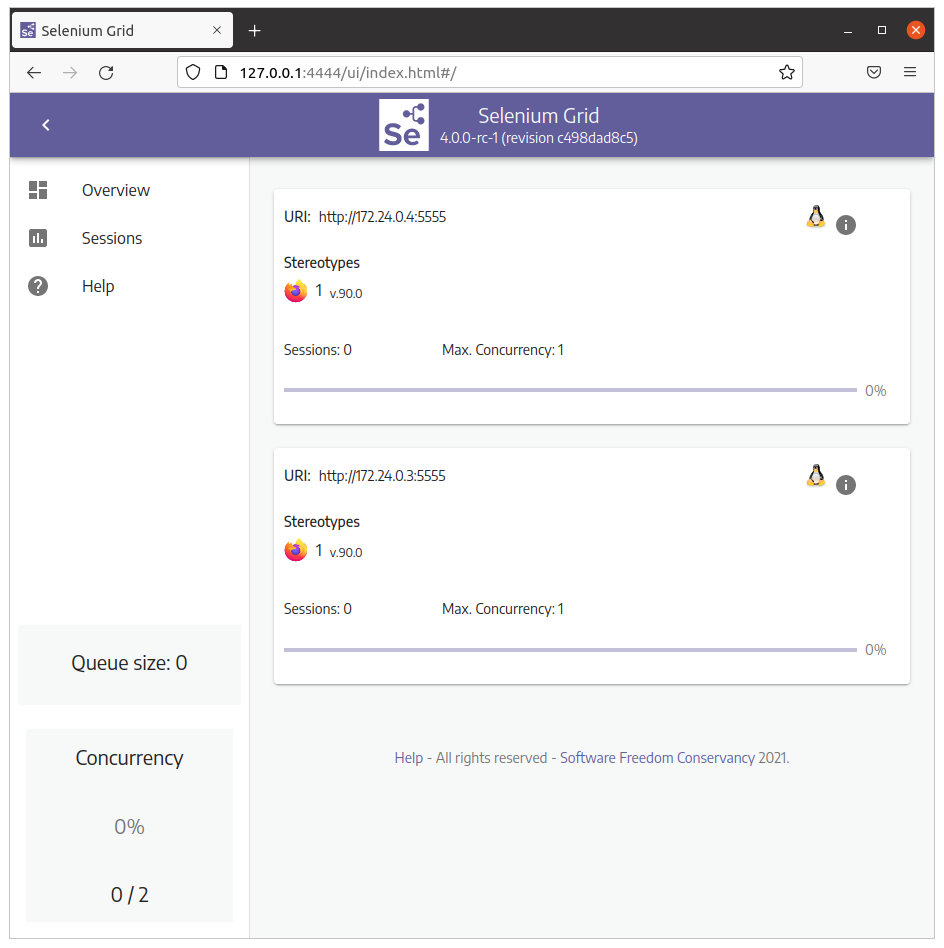 Selenium Grid
127.0.0.1:4444/ui/index.html#/
Se
Selenium Grid
4.0.0-rc-1 (revision c498dad8c5)
Overview
Sessions
Help
URI: http://172.24.0.4:5555
Stereotypes
1 v.90.0
Sessions: 0 Max. Concurrency: 1
0%
URI: http://172.24.0.3:5555
Stereotypes
1 v.90.0
Sessions: 0 Max. Concurrency: 1
0%
Queue size: 0
Concurrency
0%
0 / 2
Help - All rights reserved - Software Freedom Conservancy 2021.